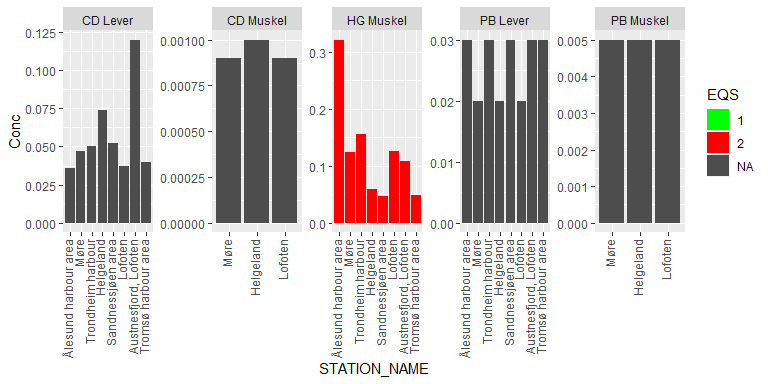 CD Lever
CD Muskel
HG Muskel
PB Lever
PB Muskel
Conc
0.125
0.100
0.075
0.050
0.025
0.000
0.00100
0.00075
0.00050
0.00025
0.00000
0.3
0.2
0.1
0.0
0.03
0.02
0.01
0.00
0.005
0.004
0.003
0.002
0.001
0.000
Ålesund harbour area
Møre
Trondheim harbour
Helgeland
Sandnessjøen area
Lofoten
Austnesfjord, Lofoten
Tromsø harbour area
Møre
Helgeland
Lofoten
Ålesund harbour area
Møre
Trondheim harbour
Helgeland
Sandnessjøen area
Lofoten
Austnesfjord, Lofoten
Tromsø harbour area
Ålesund harbour area
Møre
Trondheim harbour
Helgeland
Sandnessjøen area
Lofoten
Austnesfjord, Lofoten
Tromsø harbour area
Møre
Helgeland
Lofoten
STATION_NAME
EQS
1
2
NA